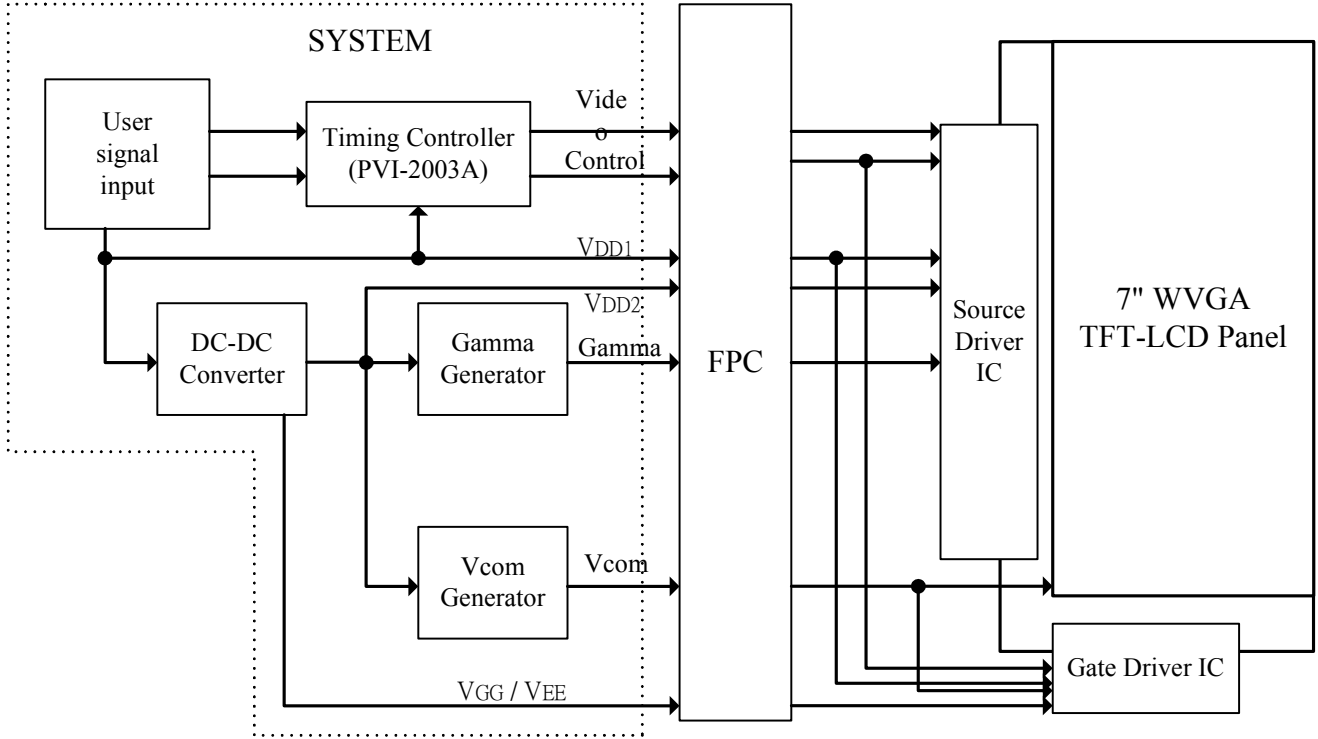 SYSTEM
User
signal
input
Timing Controller
(PVI-2003A)
Vide
o
Control
VDD1
VDD2
DC-DC
Converter
Gamma
Generator
Gamma
FPC
Source
Driver
IC
7" WVGA
TFT-LCD Panel
Vcom
Generator
Vcom
Gate Driver IC
VGG / VEE